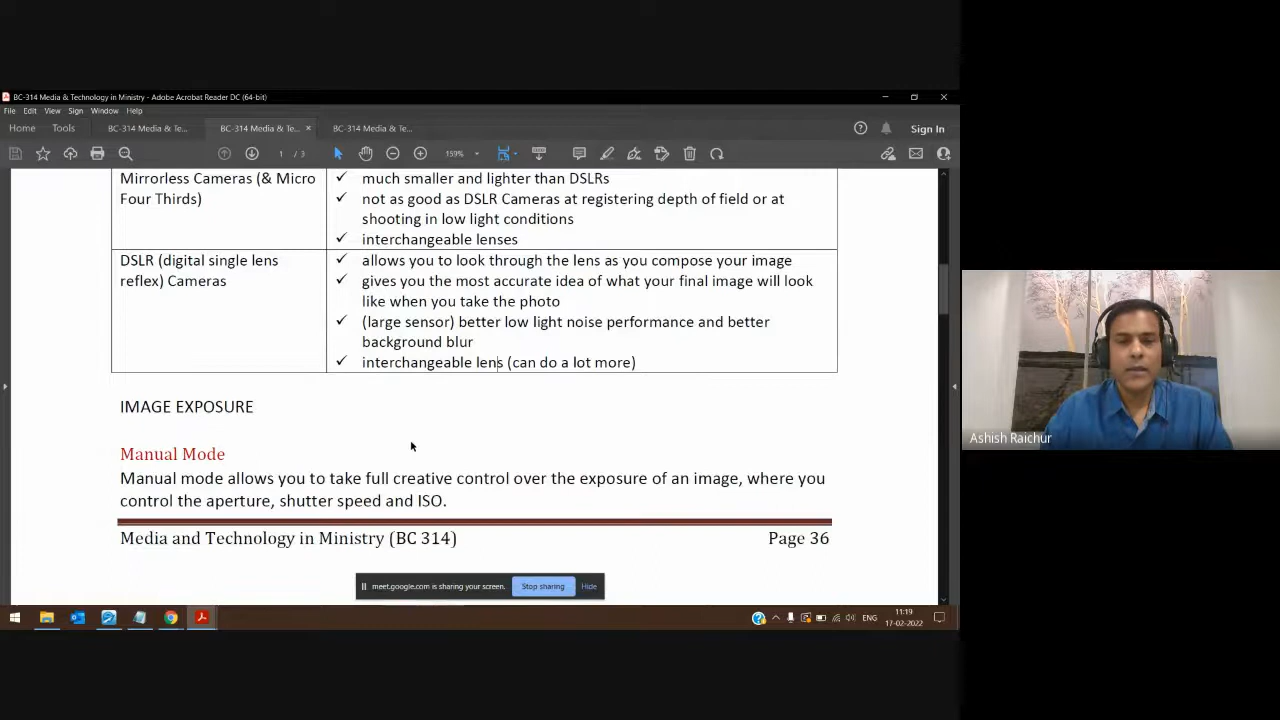 BC-314 Media & Technology in Ministry - Adobe Acrobat Reader DC (64-bit)
File Edit View Sign Window Help
Home Tools BC-314 Media & Te... BC-314 Media & Te... × BC-314 Media & Te... Sign In
1 / 3 159%
Mirrorless Cameras (& Micro
Four Thirds)
✓ much smaller and lighter than DSLRs
✓ not as good as DSLR Cameras at registering depth of field or at
shooting in low light conditions
✓ interchangeable lenses
DSLR (digital single lens
reflex) Cameras
✓ allows you to look through the lens as you compose your image
✓ gives you the most accurate idea of what your final image will look
like when you take the photo
✓ (large sensor) better low light noise performance and better
background blur
✓ interchangeable lens (can do a lot more)
IMAGE EXPOSURE
Manual Mode
Manual mode allows you to take full creative control over the exposure of an image, where you
control the aperture, shutter speed and ISO.
Media and Technology in Ministry (BC 314) Page 36
meet.google.com is sharing your screen. Stop sharing Hide
ENG 11:19
17-02-2022
Ashish Raichur